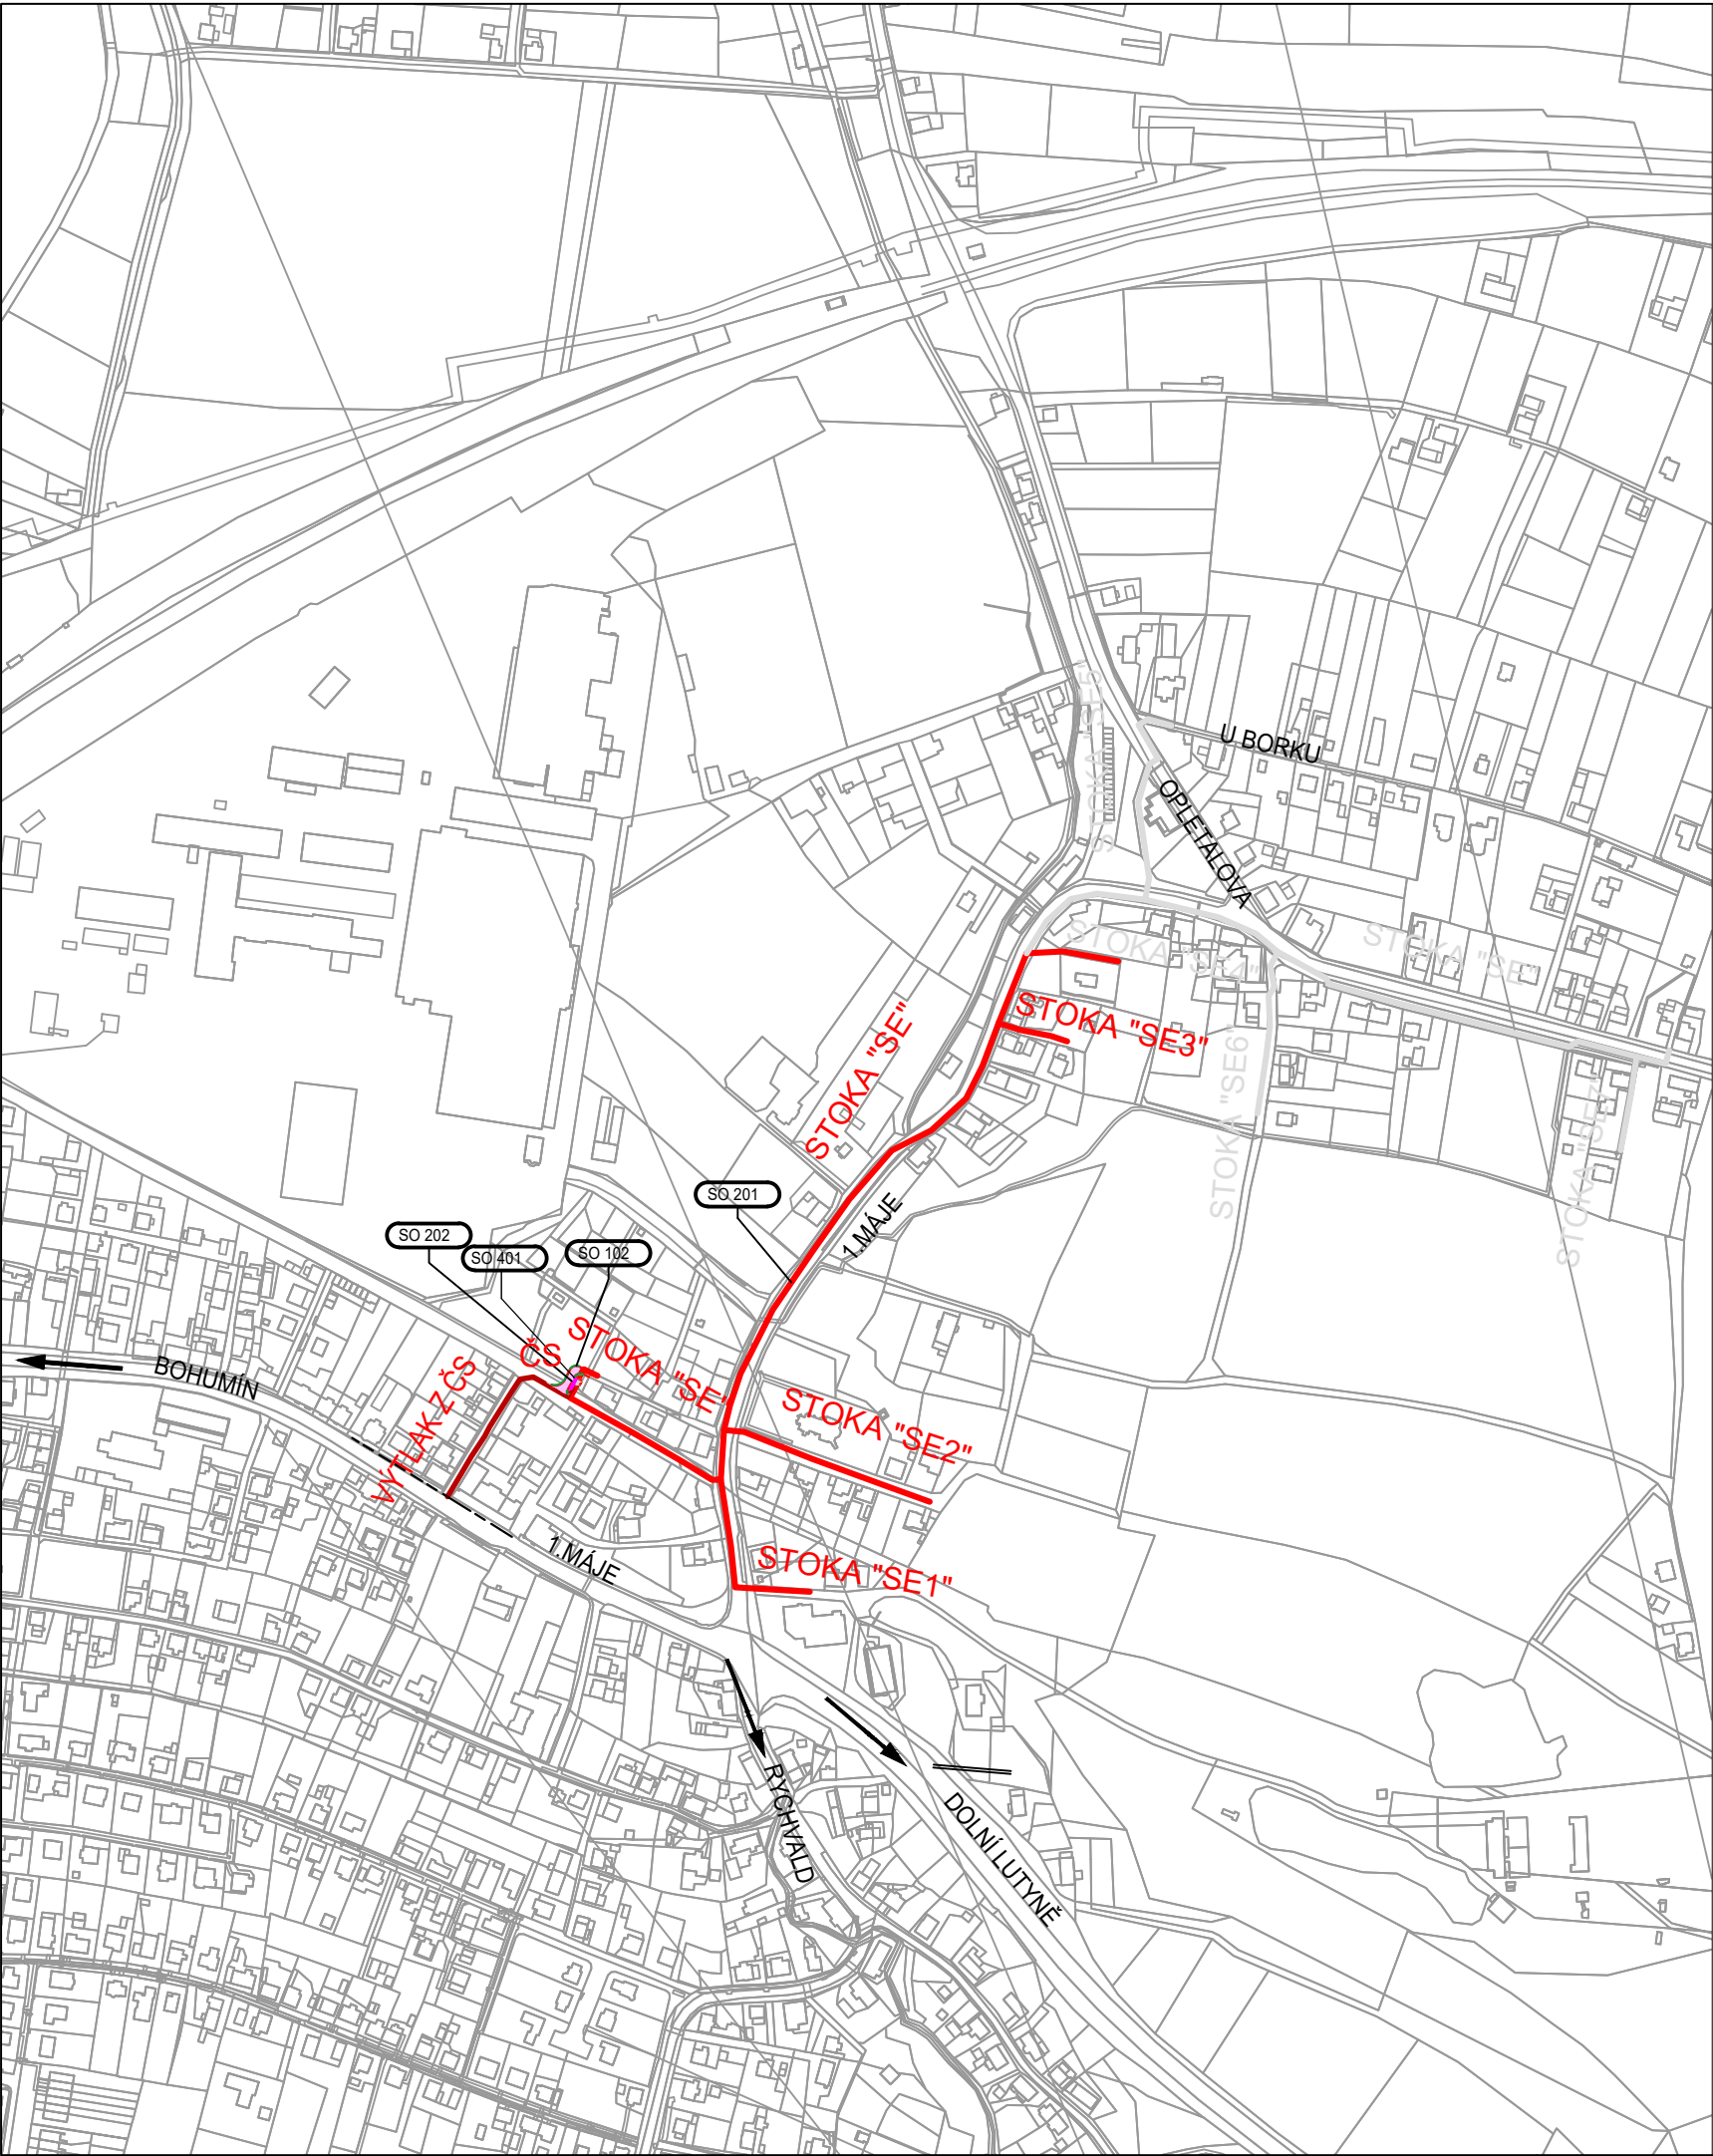 STOKA "SE5"
U BORKU
OPLETALOVA
STOKA "SE4"
STOKA "SE"
STOKA "SE3"
STOKA "SE"
STOKA "SE6"
STOKA "SE7"
SO 201
1.MÁJE
SO 202
SO 401
SO 102
ČS
STOKA "SE"
BOHUMÍN
VÝTLAK Z ČS
STOKA "SE2"
1.MÁJE
STOKA "SE1"
RYCHVALD
DOLNÍ LUTYNĚ